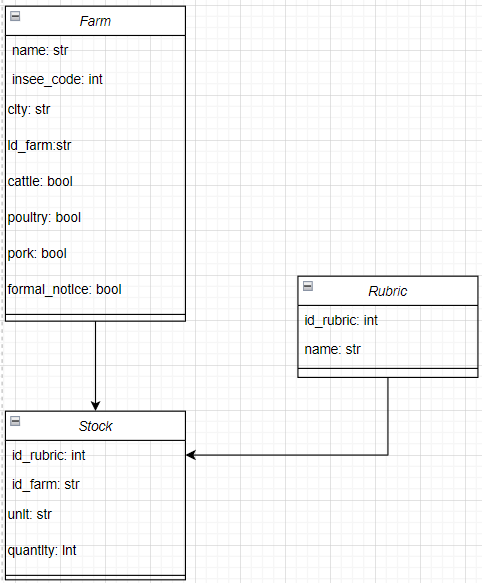 Farm
name: str
insee_code: int
city: str
id_farm:str
cattle: bool
poultry: bool
pork: bool
formal_notice: bool
Rubric
id_rubric: int
name: str
Stock
id_rubric: int
id_farm: str
unit: str
quantity: int